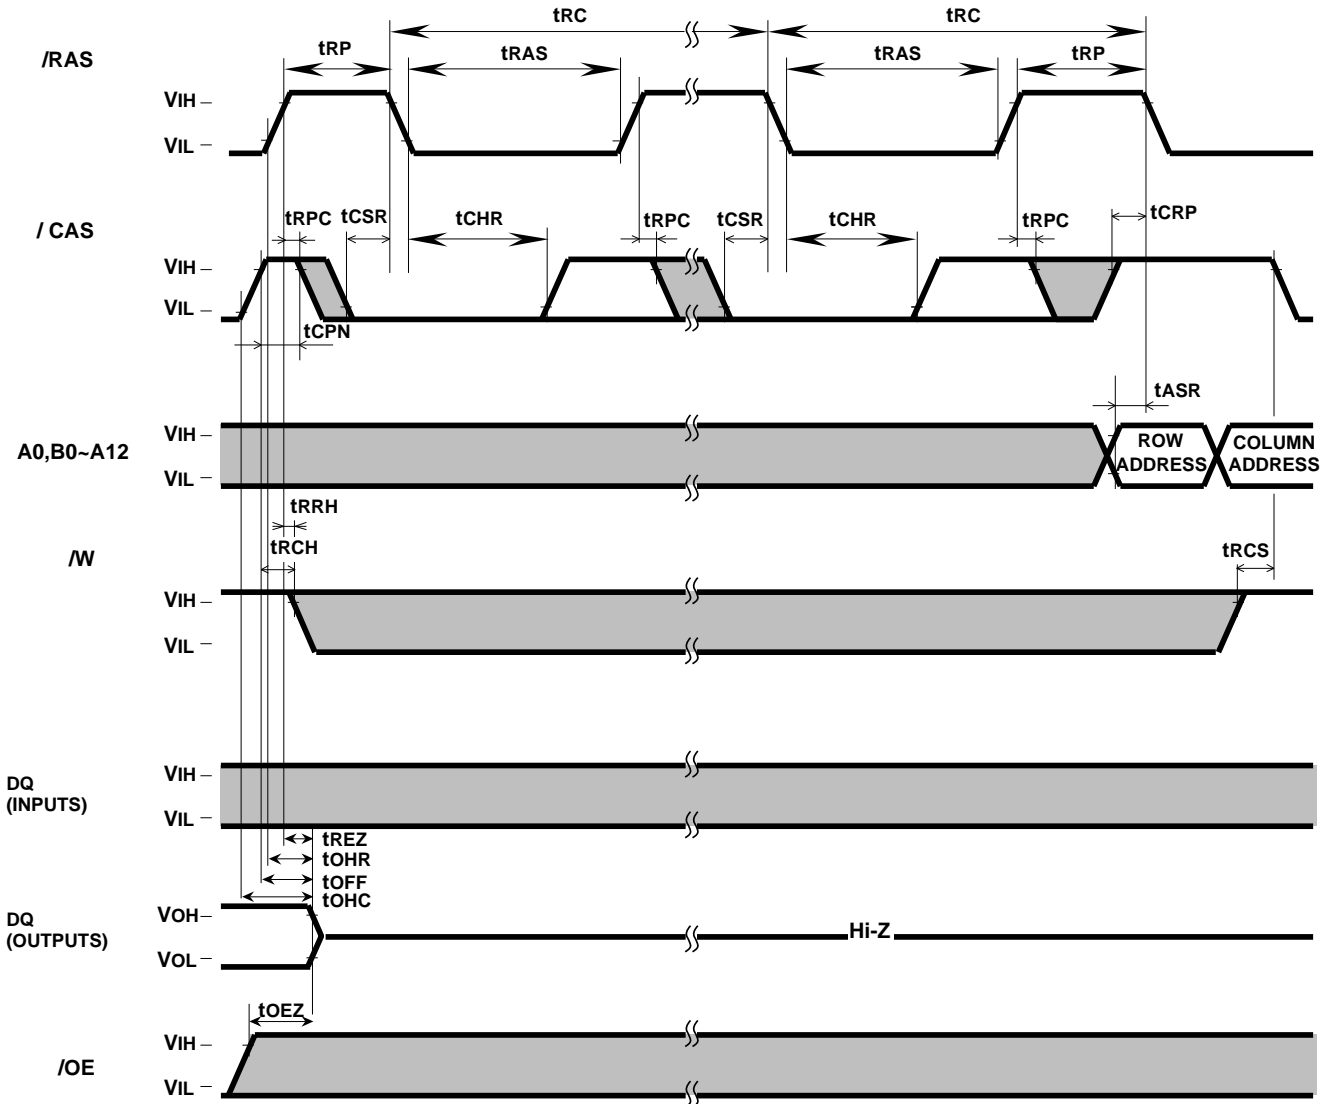 tRC tRC
/RAS tRP tRAS tRAS tRP
VIH
VIL
/ CAS tRPC tCSR tCHR tRPC tCSR tCHR tRPC tCRP
VIH
VIL
tCPN
tASR
A0,B0~A12 VIH ROW COLUMN
VIL ADDRESS ADDRESS
tRRH
/W tRCH tRCS
VIH
VIL
DQ
(INPUTS)
VIH
VIL
tREZ
tOHR
tOFF
tOHC
DQ
(OUTPUTS)
VOH
Hi-Z
VOL
tOEZ
/OE
VIH
VIL